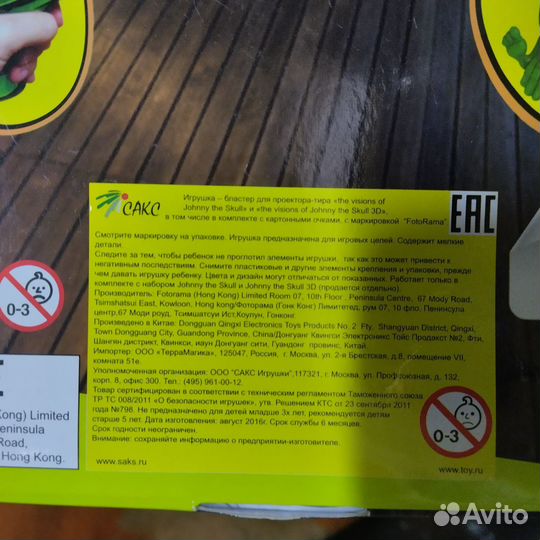 САКС
Игрушка – бластер для проектора-тира «the visions of
Johnny the Skull» и «the visions of Johnny the Skull 3D»,
в том числе в комплекте с картонными очками, с маркировкой "FotoRama"
EAC
Смотрите маркировку на упаковке. Игрушка предназначена для игровых целей. Содержит мелкие
детали
Следите за тем, чтобы ребенок не проглотил элементы игрушки, так как это может привести к
негативным последствиям. Снимите пластиковые и другие элементы крепления и упаковки, прежде
чем давать игрушку ребенку. Цвета и дизайн могут отличаться от показанных. Работает только в
комплекте с набором Johnny the Skull и Johnny the Skull 3D (продается отдельно).
Производитель: Fotorama (Hong Kong) Limited Room 07, 10th Floor, Peninsula Centre, 67 Mody Road,
Tsimshatsui East, Kowloon, Hong kong/Фоторама (Гонк Конг) Лимитед, рум 07, 10 флор, Пенинсула
центр,67 Моди роуд, Тсимшатсуи Ист,Коулун, Гонконг
Произведено в Китае: Dongguan Qingxi Electronics Toys Products No.2 Fty, Shangyuan District, Qingxi,
Town Dongguang City, Guandong Province, China/Донгуанг Квинги Электроникс Тойс Продактс №2, Фти,
Шангян дистрикт, Квинкси, иаун Донгуанг сити, Гуандонг провинс, Китай.
Импортер: ООО «ТерраМагика», 125047, Россия, г. Москва, ул. 2-я Брестская, д.8, помещение VII,
комната 51е.
Уполномоченная организация: ООО "САКС Игрушки",117321, г. Москва, ул. Профсоюзная, д. 132,
корп. 8, офис 300. Тел.: (495) 961-00-12.
Товар сертифицирован в соответствии с техническим регламентом Таможенного союза
ТР ТС 008/2011 «О безопасности игрушек», утв. Решением КТС от 23 сентября 2011
года №798. Не предназначено для детей младше 3х лет, рекомендуется детям
старше 5 лет. Дата изготовления: август 2016г. Срок службы 6 месяцев.
Срок годности неограничен.
Внимание: сохраняйте информацию о предприятии-изготовителе.
www.saks.ru
www.toy.ru
0-3
0-3
Kong) Limited
Peninsula
Road,
Hong Kong.
Avito